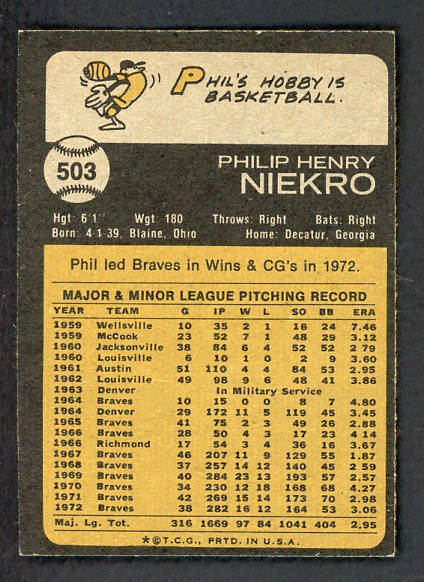 PHIL'S HOBBY IS
BASKETBALL.
503
PHILIP HENRY
NIEKRO
Hgt: 6'1" Wgt: 180 Throws: Right Bats: Right
Born: 4-1-39, Blaine, Ohio Home: Decatur, Georgia
Phil led Braves in Wins & CG's in 1972.
MAJOR & MINOR LEAGUE PITCHING RECORD
YEAR TEAM G IP W L SO BB ERA
1959 Wellsville 10 35 2 1 16 24 7.46
1959 McCook 23 52 7 1 48 29 3.12
1960 Jacksonville 38 84 6 4 52 52 2.79
1960 Louisville 6 10 1 0 2 9 3.60
1961 Austin 51 110 4 4 84 53 2.95
1962 Louisville 49 98 9 6 48 41 3.86
1963 Denver In Military Service
1964 Braves 10 15 0 0 8 7 4.80
1964 Denver 29 172 11 5 119 45 3.45
1965 Braves 41 75 2 3 49 26 2.88
1966 Braves 28 50 4 3 17 23 4.14
1966 Richmond 17 54 3 4 36 16 3.67
1967 Braves 46 207 11 9 129 55 1.87
1968 Braves 37 257 14 12 140 45 2.59
1969 Braves 40 284 23 13 193 57 2.57
1970 Braves 34 230 12 18 168 68 4.27
1971 Braves 42 269 15 14 173 70 2.98
1972 Braves 38 282 16 12 164 53 3.06
Maj. Lg. Tot. 316 1669 97 84 1041 404 2.95
★©T.C.G., PRTD. IN U.S.A.